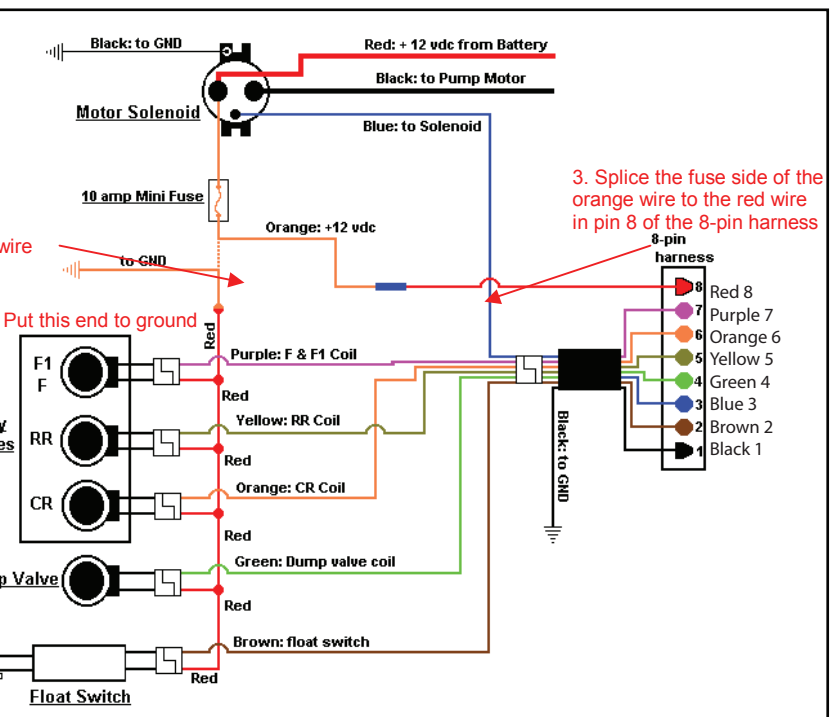 Black: to GND
Red: + 12 vdc from Battery
Black: to Pump Motor
Motor Solenoid
Blue: to Solenoid
3. Splice the fuse side of the
orange wire to the red wire
in pin 8 of the 8-pin harness
10 amp Mini Fuse
Orange: +12 vdc
8-pin
harness
wire
to GND
Put this end to ground
Red
8 Red 8
7 Purple 7
6 Orange 6
5 Yellow 5
4 Green 4
3 Blue 3
2 Brown 2
1 Black 1
F1
F
Purple: F & F1 Coil
Red
Yellow: RR Coil
RR
Red
Orange: CR Coil
CR
Black: to GND
Red
Green: Dump valve coil
Valve
Red
Brown: float switch
Red
Float Switch